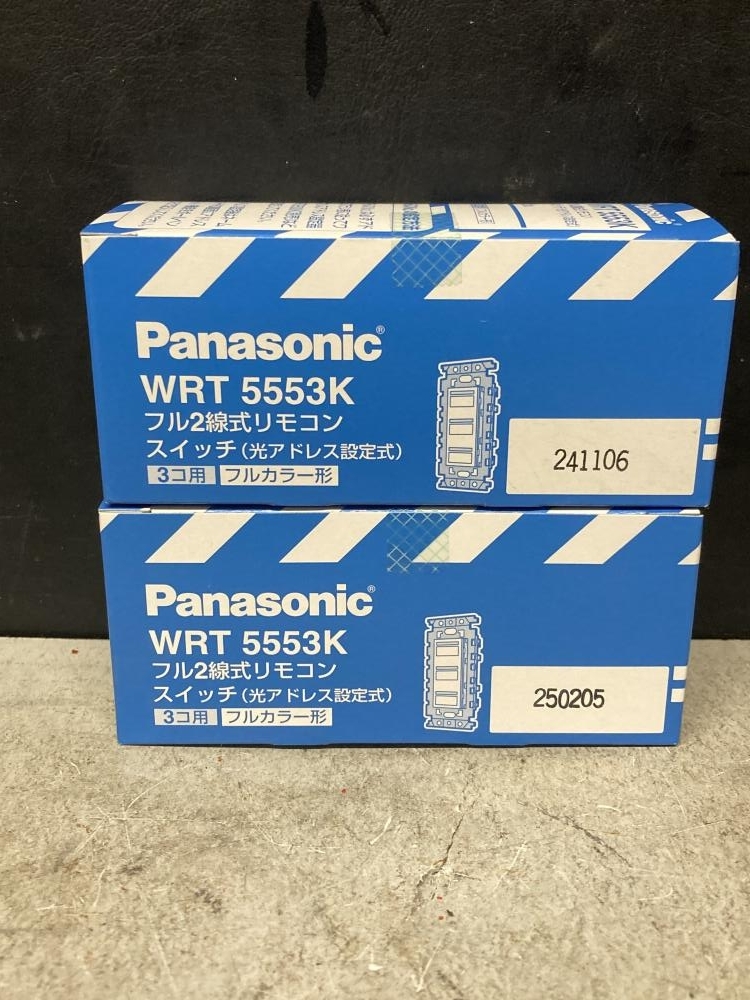 Panasonic®
WRT 5553K
フル2線式リモコン
スイッチ(光アドレス設定式)
3コ用 フルカラー形
241106
Panasonic®
WRT 5553K
フル2線式リモコン
スイッチ(光アドレス設定式)
3コ用 フルカラー形
250205